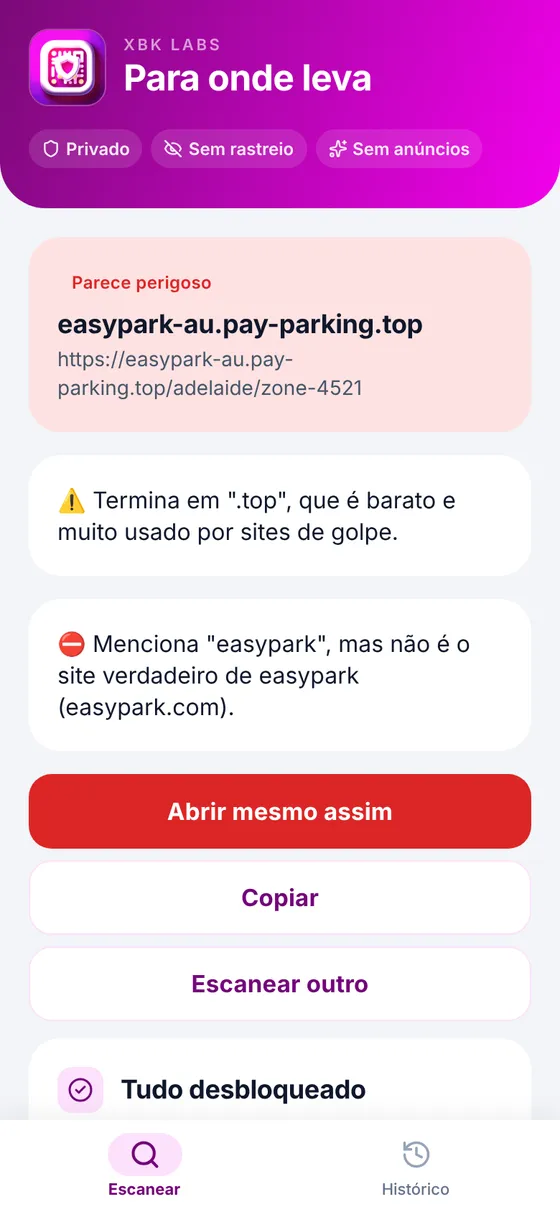 XBK LABS
Para onde leva
Privado
Sem rastreio
Sem anúncios
Parece perigoso
easypark-au.pay-parking.top
https://easypark-au.pay-
parking.top/adelaide/zone-4521
⚠️ Termina em ".top", que é barato e
muito usado por sites de golpe.
⛔ Menciona "easypark", mas não é o
site verdadeiro de easypark
(easypark.com).
Abrir mesmo assim
Copiar
Escanear outro
Tudo desbloqueado
Escanear
Histórico